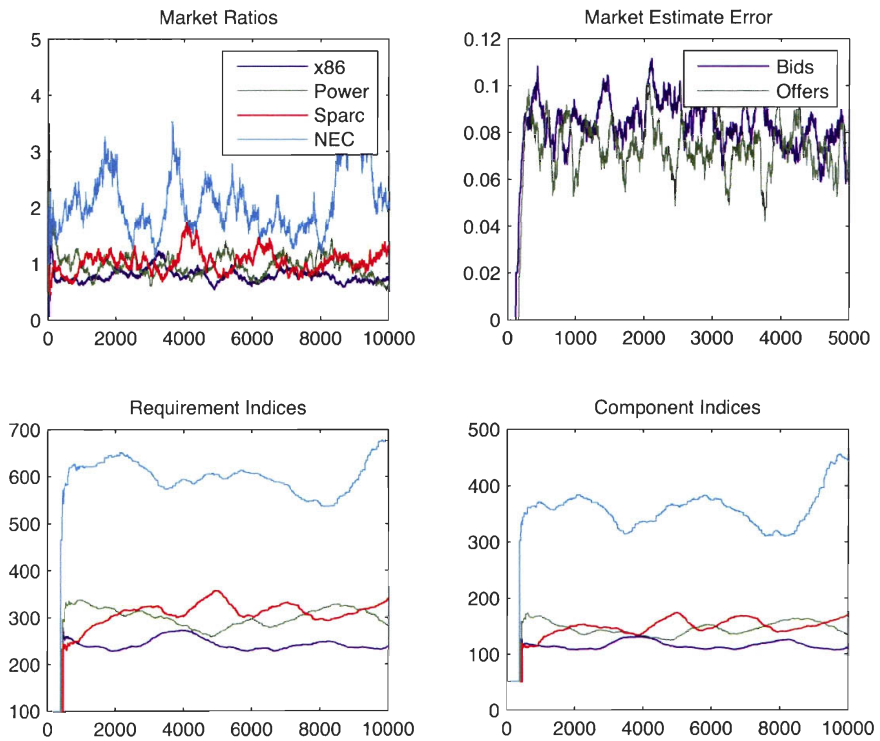 Market Ratios
5
4
3
2
1
0
0 2000 4000 6000 8000 10000
x86
Power
Sparc
NEC
Market Estimate Error
0.12
0.1
0.08
0.06
0.04
0.02
0
0 1000 2000 3000 4000 5000
Bids
Offers
Requirement Indices
700
600
500
400
300
200
100
0 2000 4000 6000 8000 10000
Component Indices
500
400
300
200
100
0
0 2000 4000 6000 8000 10000